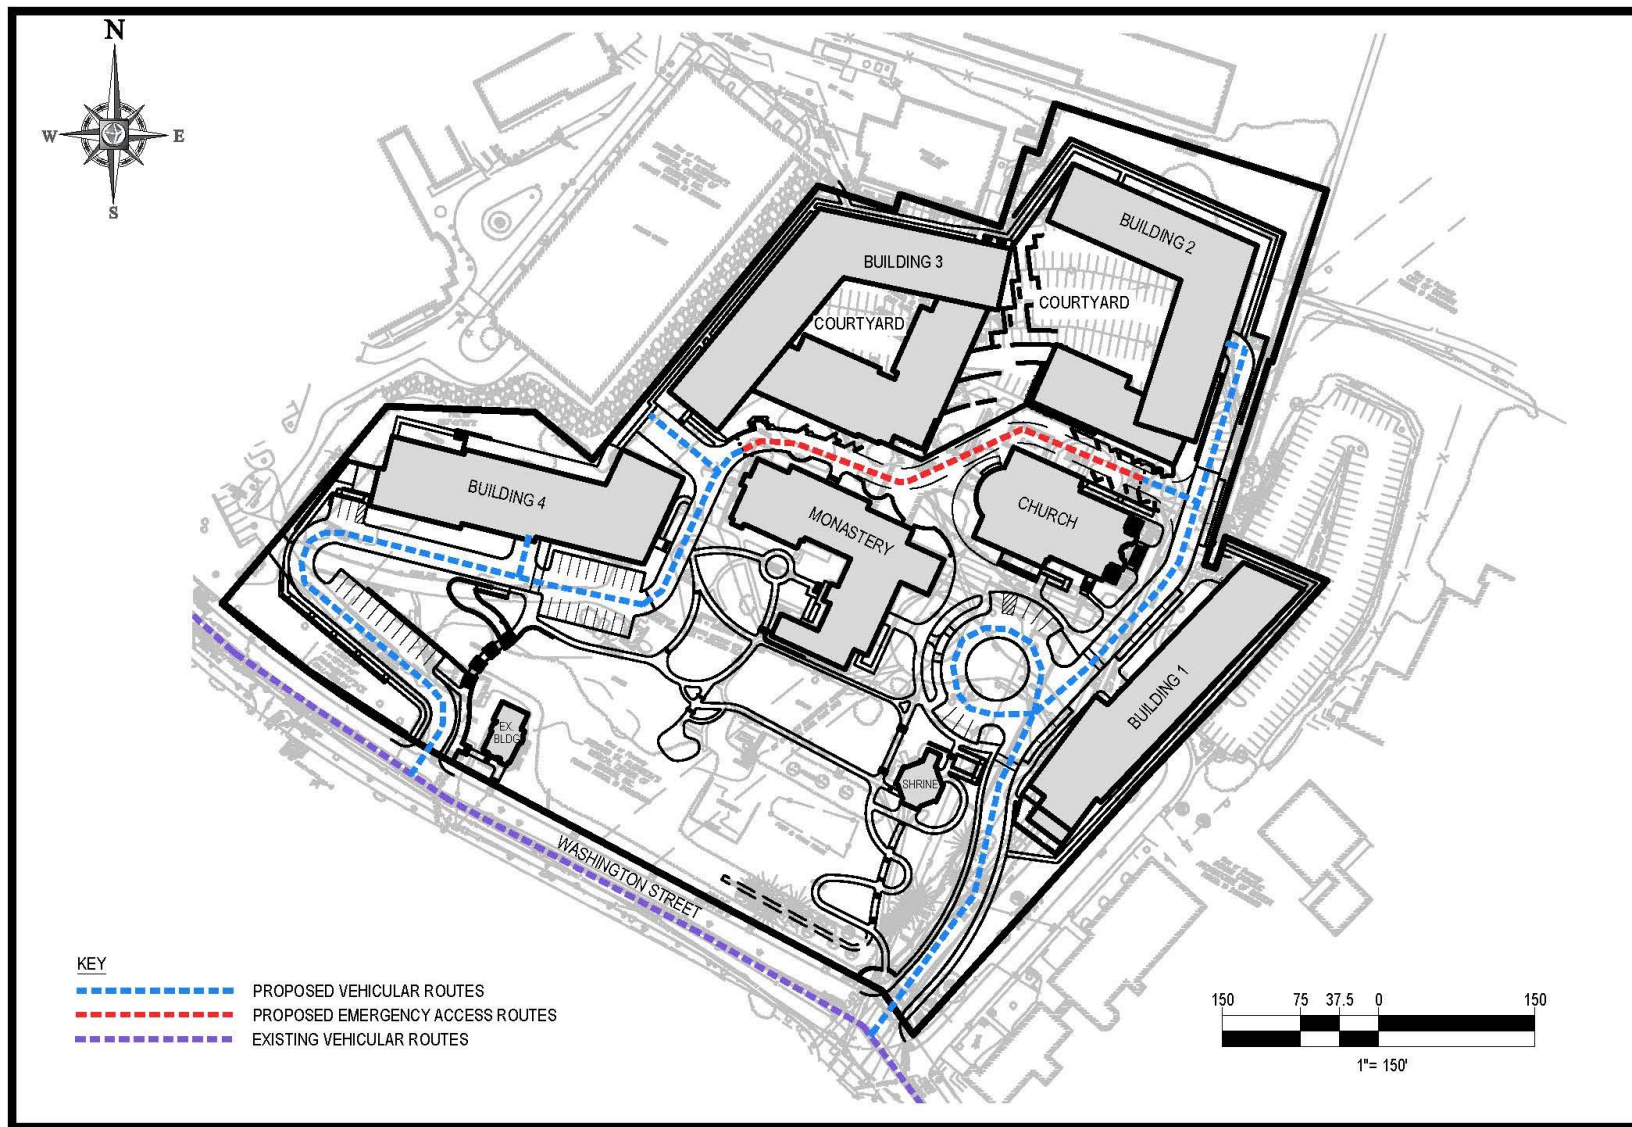 N
W
E
S
BUILDING 2
BUILDING 3
COURTYARD
COURTYARD
BUILDING 4
CHURCH
MONASTERY
BUILDING 1
EX.
BLDG
SHRINE
WASHINGTON STREET
KEY
PROPOSED VEHICULAR ROUTES
PROPOSED EMERGENCY ACCESS ROUTES
EXISTING VEHICULAR ROUTES
150 75 37.5 0 150
1"= 150'